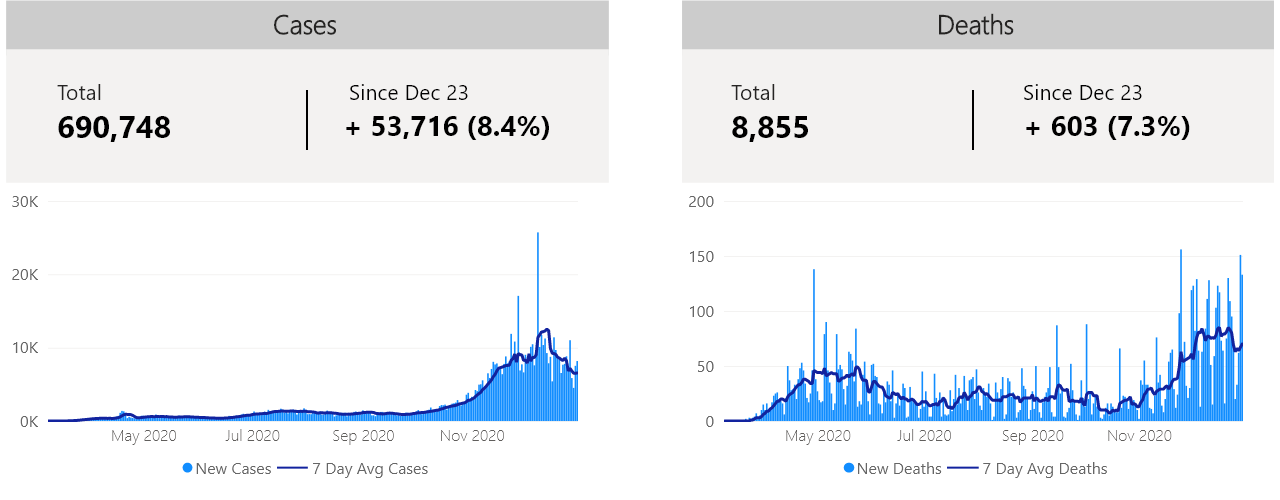 Cases
Total
690,748
Since Dec 23
+ 53,716 (8.4%)
30K
20K
10K
0K
May 2020 Jul 2020 Sep 2020 Nov 2020
New Cases 7 Day Avg Cases
Deaths
Total
8,855
Since Dec 23
+ 603 (7.3%)
200
150
100
50
0
May 2020 Jul 2020 Sep 2020 Nov 2020
New Deaths 7 Day Avg Deaths